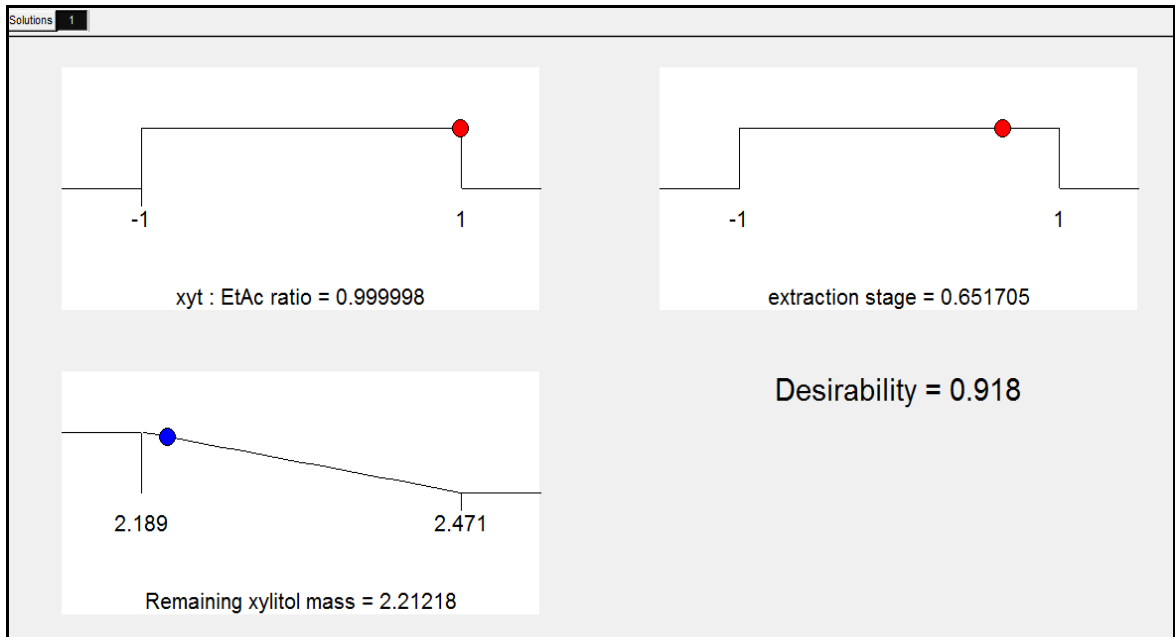 Solutions 1
-1 1
xyt : EtAc ratio = 0.999998
-1 1
extraction stage = 0.651705
2.189 2.471
Remaining xylitol mass = 2.21218
Desirability = 0.918